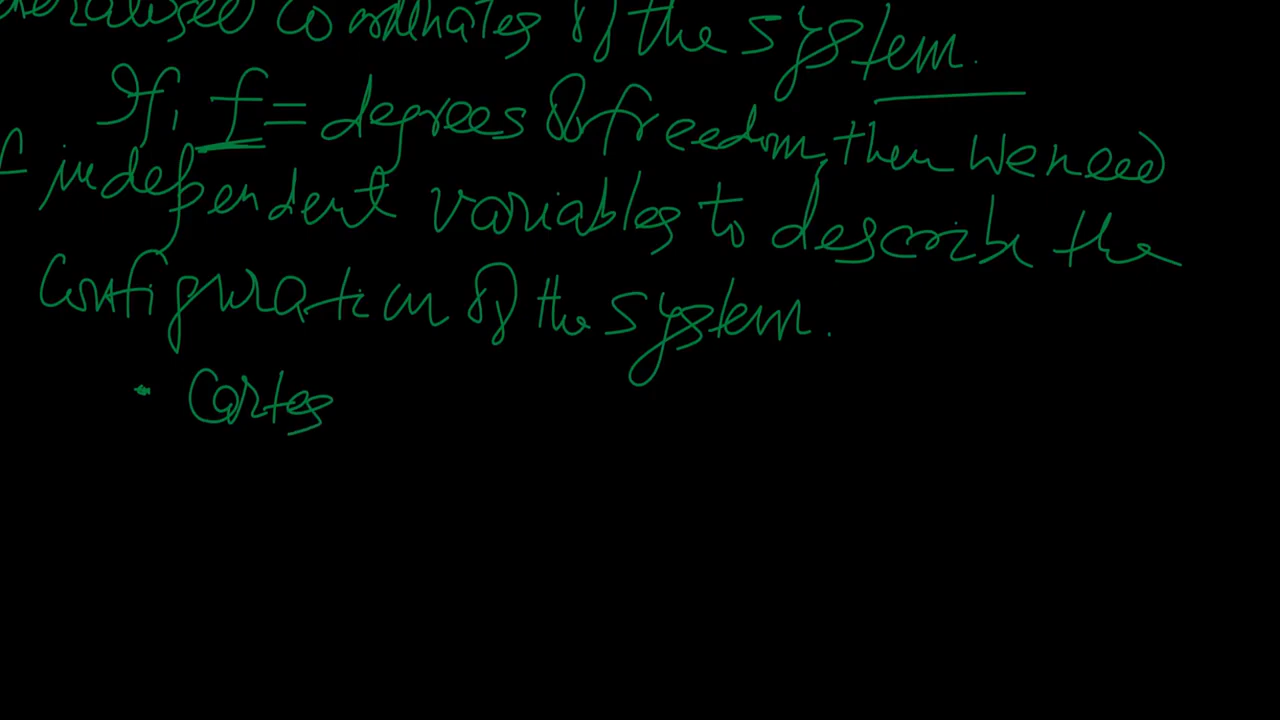 coordinates of the system.
If, f = degrees of freedom, then we need
f independent variables to describe the
Configuration of the system.
• Cartes